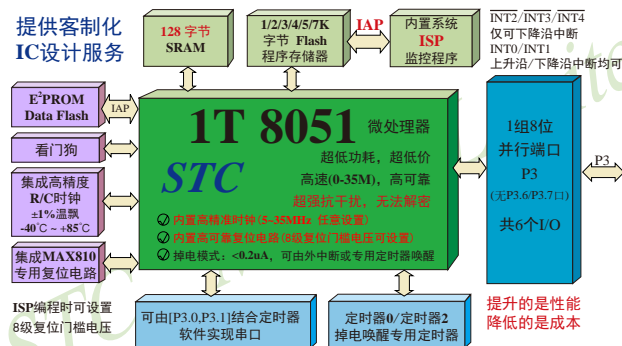 提供客制化
IC设计服务
128 字节
SRAM
1/2/3/4/5/7K
字节 Flash
程序存储器
IAP
内置系统
ISP
监控程序
INT2/INT3/INT4
仅可下降沿中断
INT0/INT1
上升沿/下降沿中断均可
E²PROM
Data Flash
IAP
看门狗
集成高精度
R/C时钟
±1%温飘
-40℃ ~ +85℃
集成MAX810
专用复位电路
ISP编程时可设置
8级复位门槛电压
1T 8051 微处理器
STC
超低功耗，超低价
高速(0-35M)，高可靠
超强抗干扰，无法解密
内置高精准时钟(5~35MHz 任意设置)
内置高可靠复位电路(8级复位门槛电压可设置)
掉电模式：<0.2uA，可由外中断或专用定时器唤醒
1组8位
并行端口
P3
(无P3.6/P3.7口)
共6个I/O
P3
可由[P3.0,P3.1]结合定时器
软件实现串口
定时器0/定时器2
掉电唤醒专用定时器
提升的是性能
降低的是成本